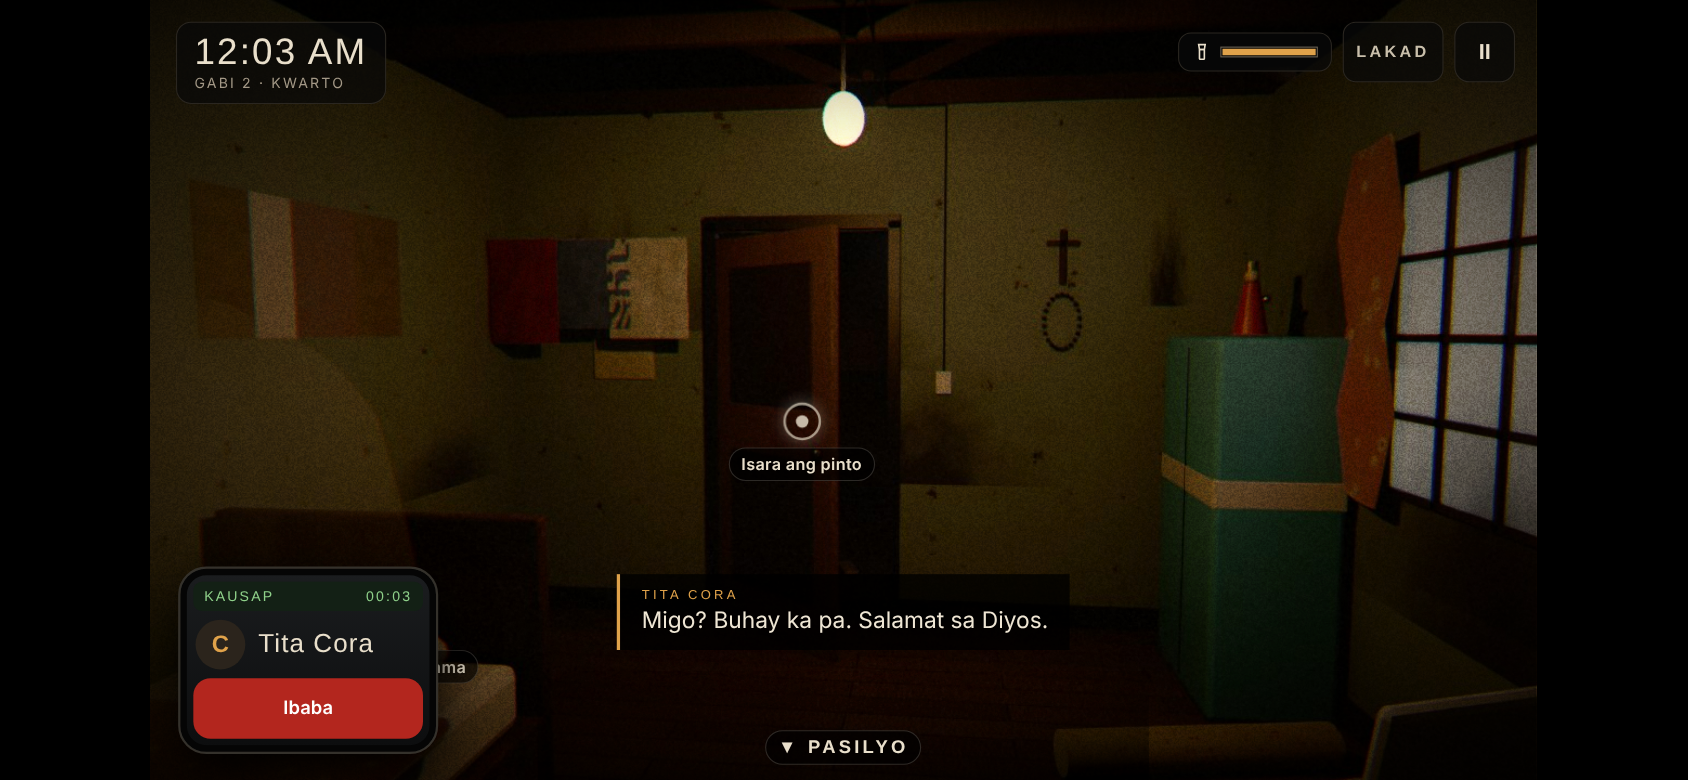 12:03 AM
GABI 2 · KWARTO
LAKAD
Isara ang pinto
TITA CORA
Migo? Buhay ka pa. Salamat sa Diyos.
KAUSAP 00:03
C Tita Cora
Ibaba
▼ PASILYO